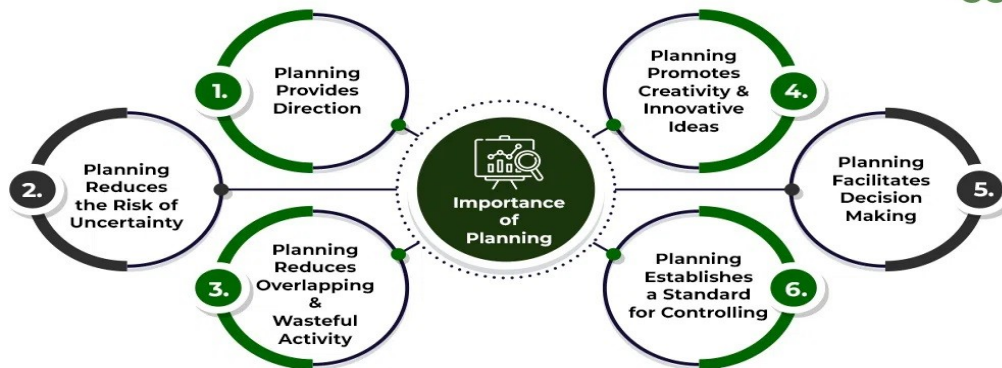 1.
Planning
Provides
Direction
2.
Planning
Reduces
the Risk of
Uncertainty
3.
Planning
Reduces
Overlapping
&
Wasteful
Activity
Importance
of
Planning
4.
Planning
Promotes
Creativity &
Innovative
Ideas
5.
Planning
Facilitates
Decision
Making
6.
Planning
Establishes
a Standard
for Controlling